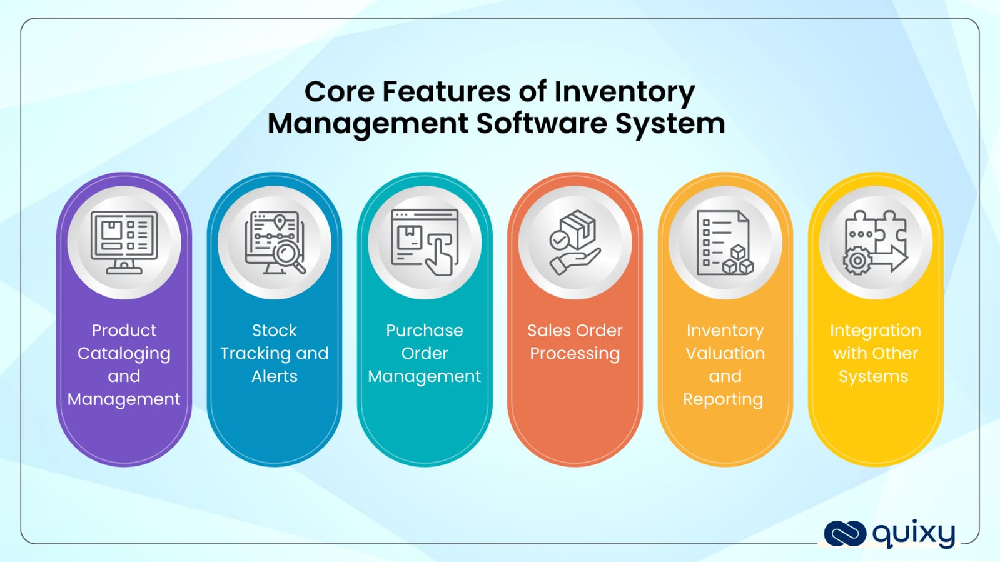 Core Features of Inventory
Management Software System
Product
Cataloging
and
Management
Stock
Tracking and
Alerts
Purchase
Order
Management
Sales Order
Processing
Inventory
Valuation
and
Reporting
Integration
with Other
Systems
quixy